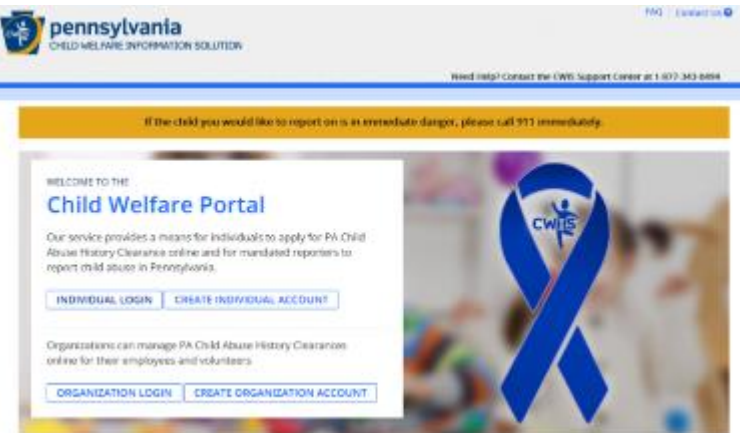 FAQ | Contact Us
pennsylvania
CHILD WELFARE INFORMATION SOLUTION
Need Help? Contact the CWIS Support Center at 1-877-343-0494
If the child you would like to report on is in immediate danger, please call 911 immediately.
WELCOME TO THE
Child Welfare Portal
Our service provides a means for individuals to apply for PA Child
Abuse History Clearance online and for mandated reporters to
report child abuse in Pennsylvania.
INDIVIDUAL LOGIN CREATE INDIVIDUAL ACCOUNT
Organizations can manage PA Child Abuse History Clearances
online for their employees and volunteers
ORGANIZATION LOGIN CREATE ORGANIZATION ACCOUNT
CWIS